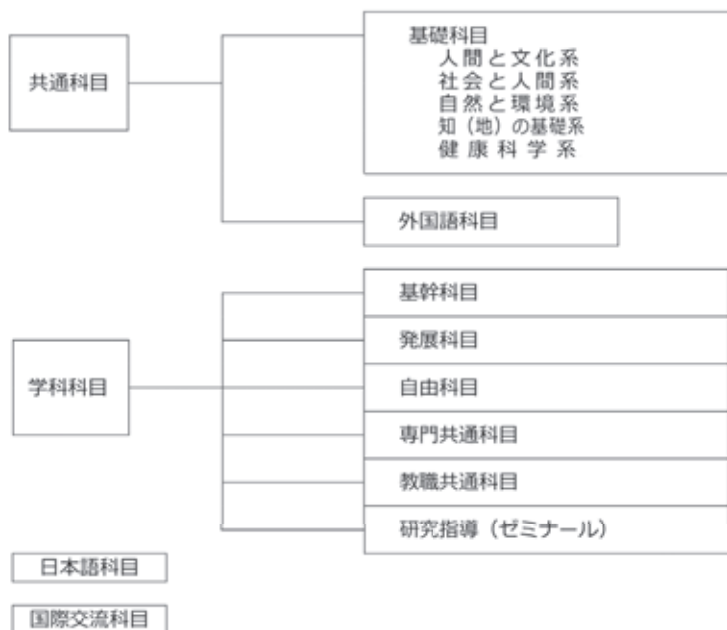 共通科目
基礎科目
人間と文化系
社会と人間系
自然と環境系
知（地）の基礎系
健康科学系
外国語科目
学科科目
基幹科目
発展科目
自由科目
専門共通科目
教職共通科目
研究指導（ゼミナール）
日本語科目
国際交流科目